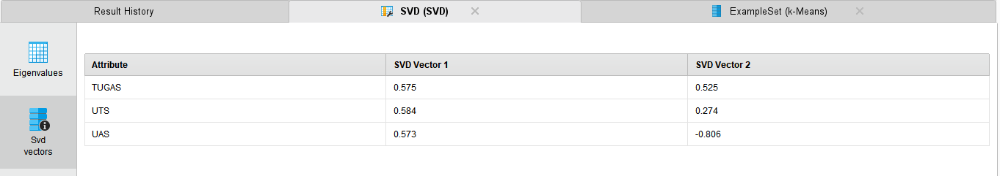 Result History
SVD (SVD)
ExampleSet (k-Means)
Eigenvalues
Svd
vectors
Attribute SVD Vector 1 SVD Vector 2
TUGAS 0.575 0.525
UTS 0.584 0.274
UAS 0.573 -0.806